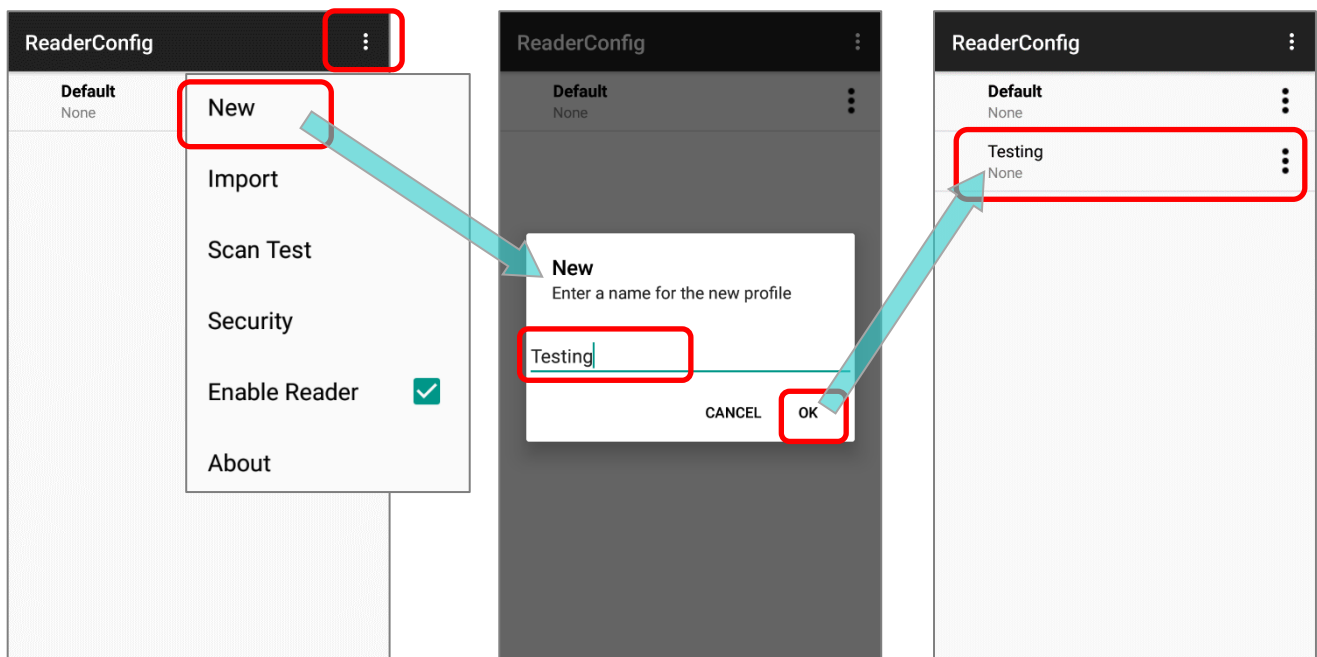 ReaderConfig
Default
None
New
Import
Scan Test
Security
Enable Reader
About
ReaderConfig
Default
None
New
Enter a name for the new profile
Testing
CANCEL OK
ReaderConfig
Default
None
Testing
None